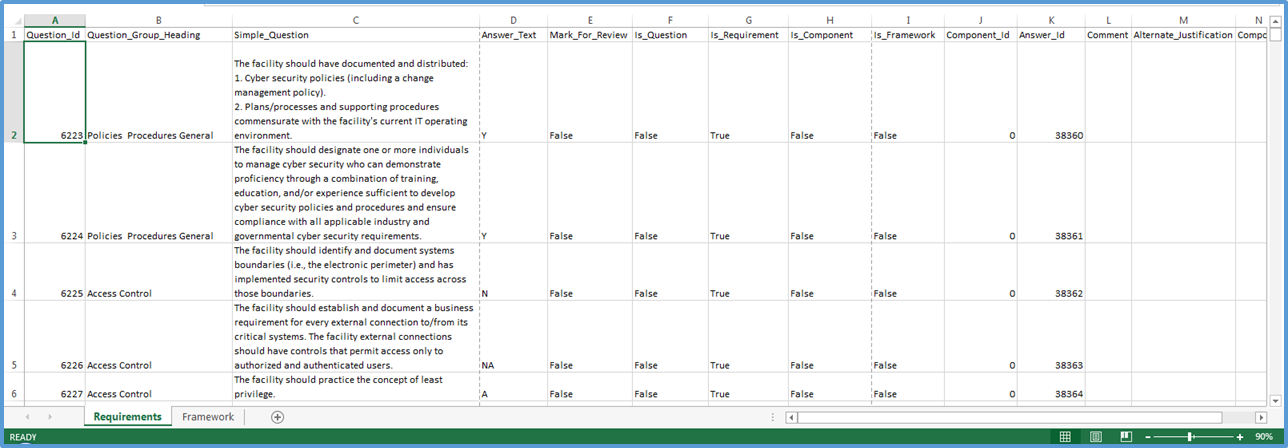 A B C D E F G H I J K L M N
1 Question_Id Question_Group_Heading Simple_Question Answer_Text Mark_For_Review Is_Question Is_Requirement Is_Component Is_Framework Component_Id Answer_Id Comment Alternate_Justification Compo
The facility should have documented and distributed:
1. Cyber security policies (including a change
management policy).
2. Plans/processes and supporting procedures
commensurate with the facility's current IT operating
2 6223 Policies Procedures General environment. Y False False True False False 0 38360
The facility should designate one or more individuals
to manage cyber security who can demonstrate
proficiency through a combination of training,
education, and/or experience sufficient to develop
cyber security policies and procedures and ensure
compliance with all applicable industry and
3 6224 Policies Procedures General governmental cyber security requirements. Y False False True False False 0 38361
The facility should identify and document systems
boundaries (i.e., the electronic perimeter) and has
implemented security controls to limit access across
4 6225 Access Control those boundaries. N False False True False False 0 38362
The facility should establish and document a business
requirement for every external connection to/from its
critical systems. The facility external connections
should have controls that permit access only to
5 6226 Access Control authorized and authenticated users. NA False False True False False 0 38363
The facility should practice the concept of least
6 6227 Access Control privilege. A False False True False False 0 38364
Requirements Framework
READY 90%